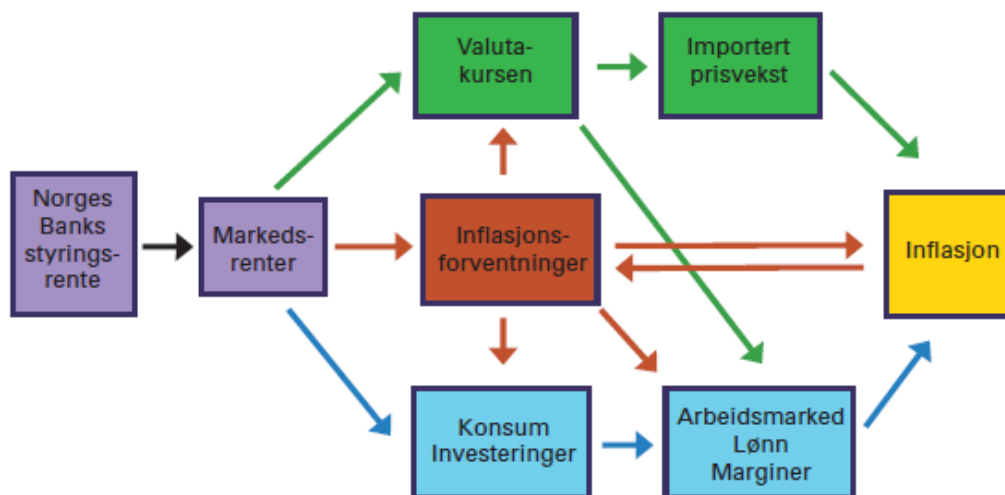 Valuta-
kursen
Importert
prisvekst
Norges
Banks
styrings-
rente
Markeds-
renter
Inflasjons-
forventninger
Inflasjon
Konsum
Investeringer
Arbeidsmarked
Lønn
Marginer